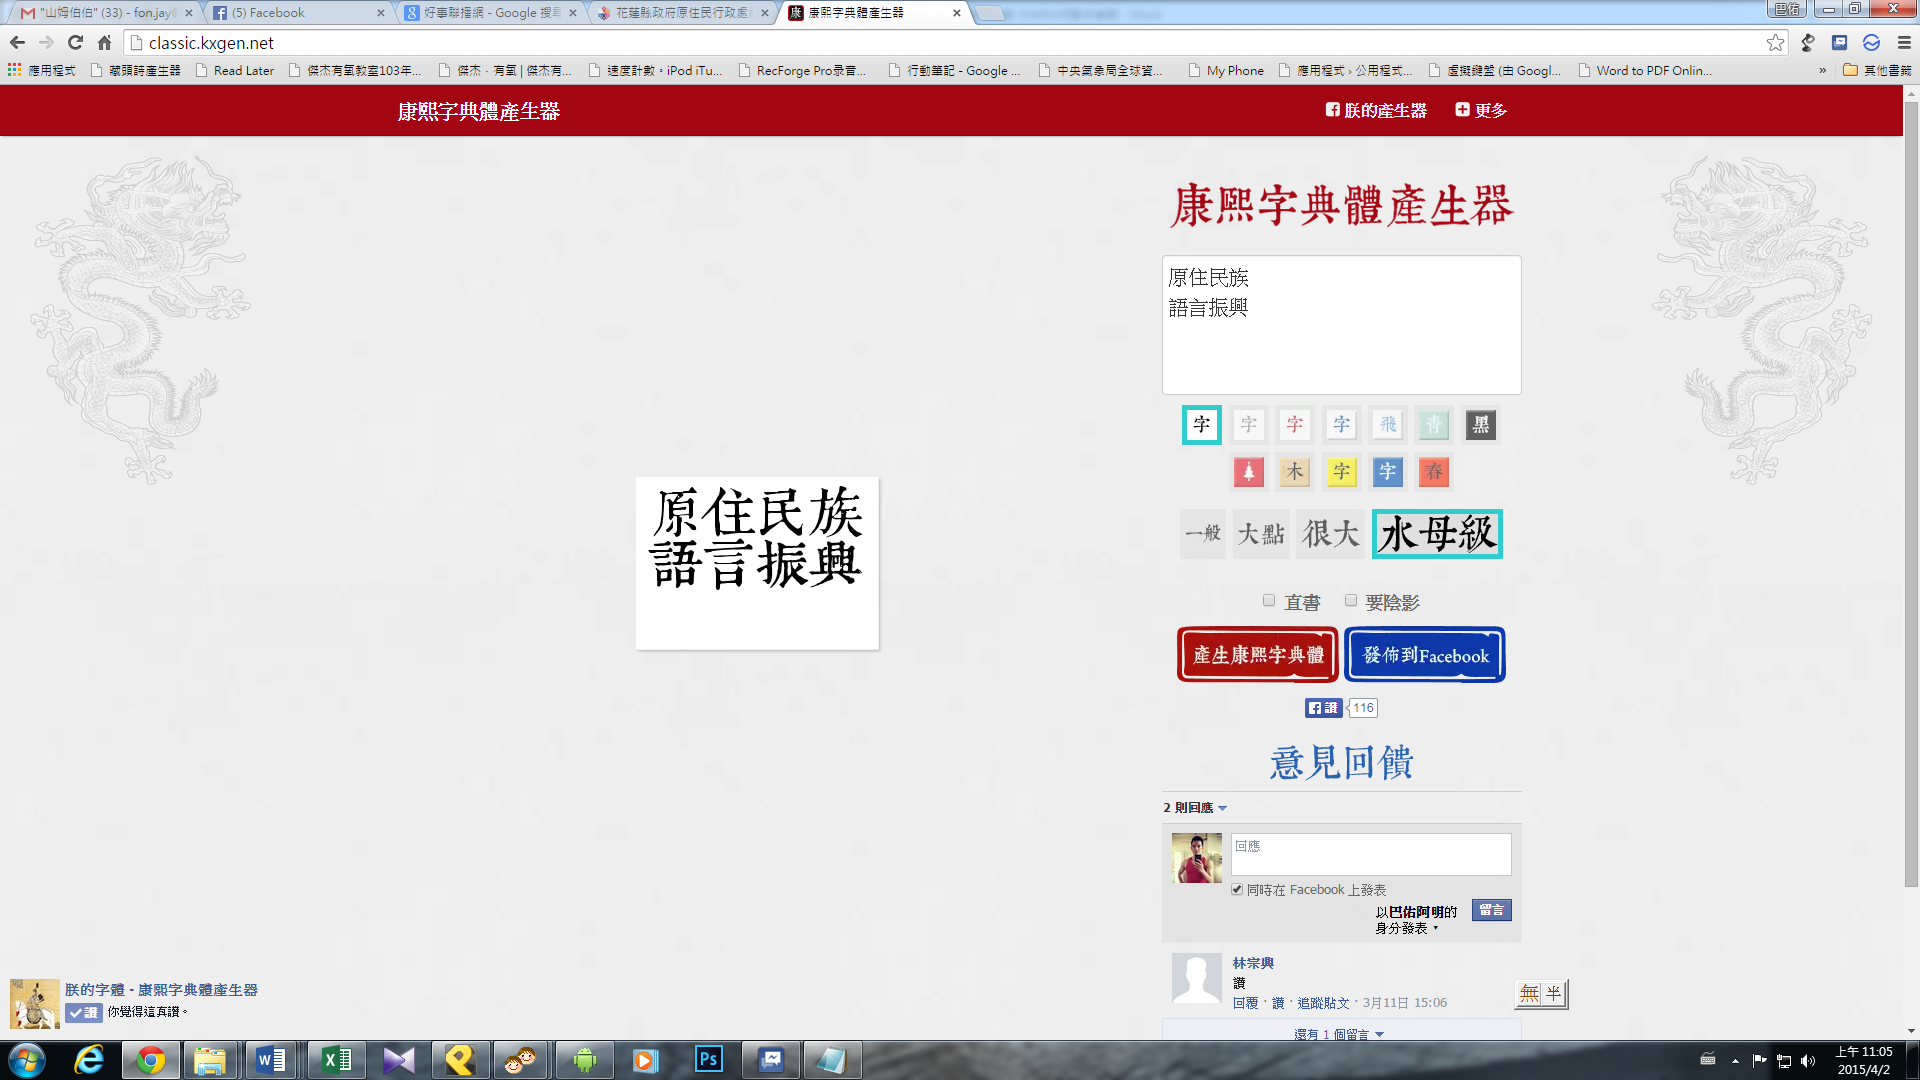 "山姆伯伯" (33) - fon.jay
(5) Facebook
好事聯播網 - Google 搜尋
花蓮縣政府原住民行政處
康熙字典體產生器
巴佑
classic.kxgen.net
應用程式
藏頭詩產生器
Read Later
傑杰有氧教室103年...
傑杰‧有氧 | 傑杰有...
速度計數。iPod iTu...
RecForge Pro錄音...
行動筆記 - Google ...
中央氣象局全球資...
My Phone
應用程式 › 公用程式...
虛擬鍵盤 (由 Googl...
Word to PDF Onlin...
»
其他書籤
康熙字典體產生器
朕的產生器
更多
康熙字典體產生器
原住民族
語言振興
字 字 字 字 飛 青 黑
木 字 字 春
一般 大點 很大 水母級
原住民族
語言振興
直書 要陰影
產生康熙字典體 發佈到Facebook
讚 116
意見回饋
2 則回應
回應
同時在 Facebook 上發表
以巴佑阿明的
身分發表
留言
林宗興
讚
回覆 · 讚 · 追蹤貼文 · 3月11日 15:06
還有 1 個留言
無半
朕的字體 - 康熙字典體產生器
讚 你覺得這真讚。
Ps
上午 11:05
2015/4/2